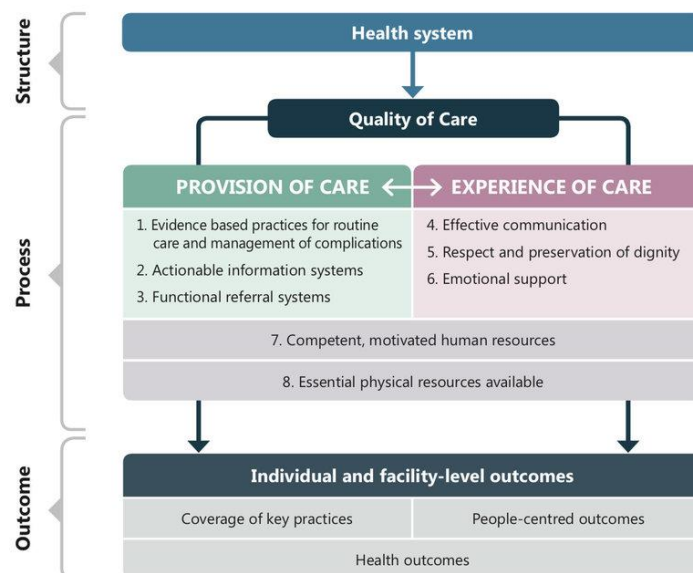 Structure
Health system
Process
Quality of Care
PROVISION OF CARE
EXPERIENCE OF CARE
1. Evidence based practices for routine
care and management of complications
2. Actionable information systems
3. Functional referral systems
4. Effective communication
5. Respect and preservation of dignity
6. Emotional support
7. Competent, motivated human resources
8. Essential physical resources available
Outcome
Individual and facility-level outcomes
Coverage of key practices
People-centred outcomes
Health outcomes